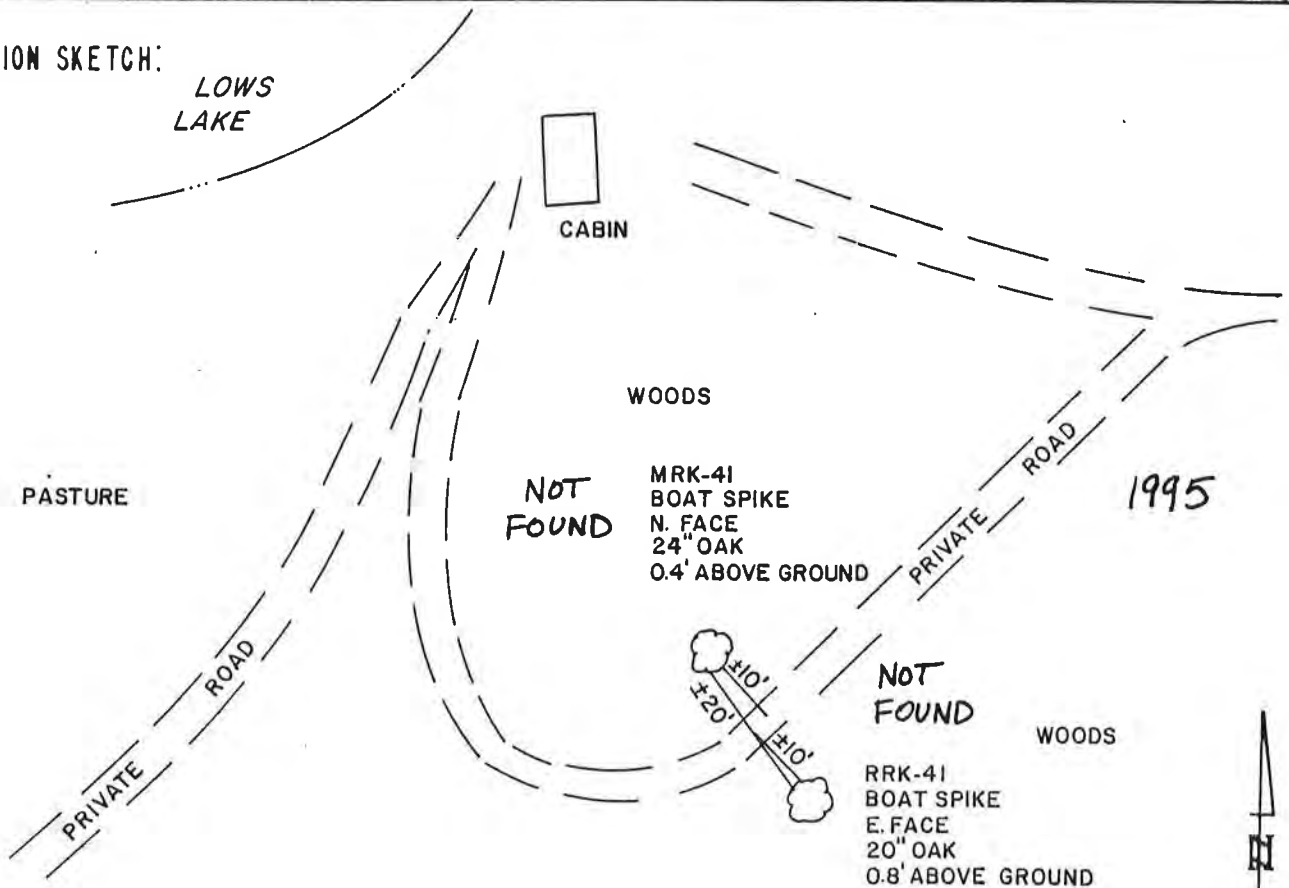 ION SKETCH:
LOWS
LAKE
CABIN
WOODS
PASTURE
NOT
FOUND
MRK-41
BOAT SPIKE
N. FACE
24" OAK
0.4' ABOVE GROUND
PRIVATE ROAD
1995
PRIVATE ROAD
±10'
±20'
±10'
NOT
FOUND
WOODS
RRK-41
BOAT SPIKE
E. FACE
20" OAK
0.8' ABOVE GROUND
N